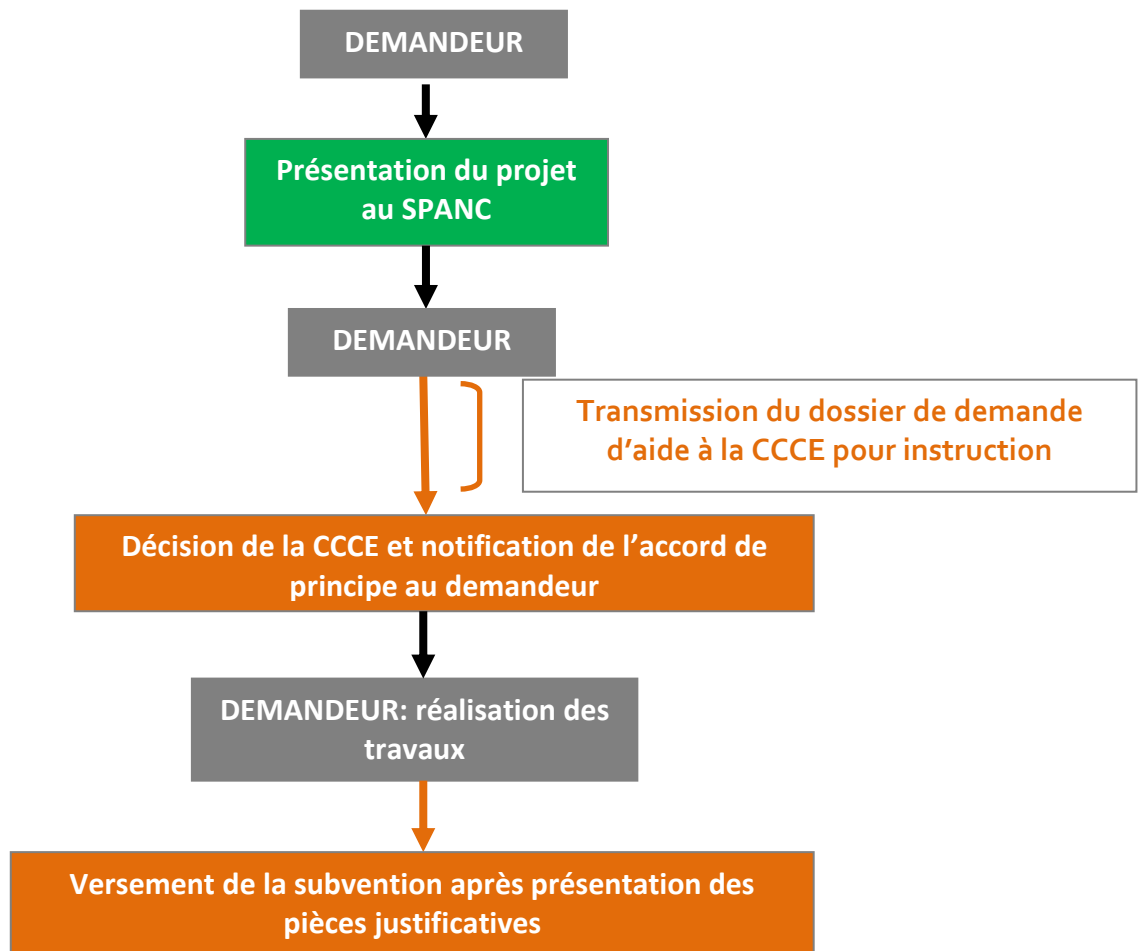 DEMANDEUR
Présentation du projet
au SPANC
DEMANDEUR
Transmission du dossier de demande
d’aide à la CCCE pour instruction
Décision de la CCCE et notification de l’accord de
principe au demandeur
DEMANDEUR: réalisation des
travaux
Versement de la subvention après présentation des
pièces justificatives